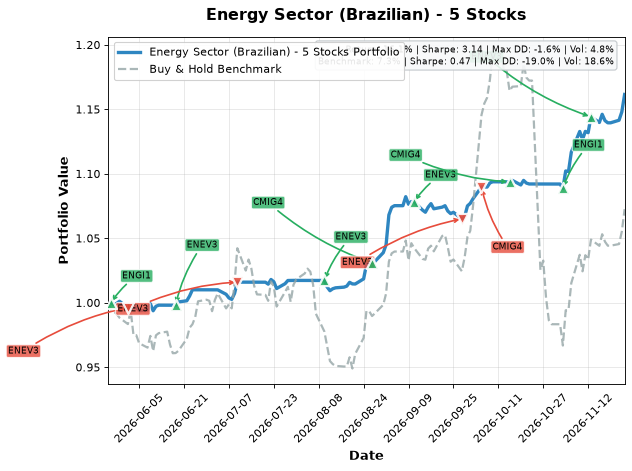 Energy Sector (Brazilian) - 5 Stocks
Energy Sector (Brazilian) - 5 Stocks Portfolio
Buy & Hold Benchmark
% | Sharpe: 3.14 | Max DD: -1.6% | Vol: 4.8%
| Sharpe: 0.47 | Max DD: -19.0% | Vol: 18.6%
Portfolio Value
1.20
1.15
1.10
1.05
1.00
0.95
CMIG4
ENGI1
ENEV3
CMIG4
ENEV3
ENEV3
CMIG4
ENEV3
ENGI1
ENEV3
ENEV3
2026-06-05
2026-06-21
2026-07-07
2026-07-23
2026-08-08
2026-08-24
2026-09-09
2026-09-25
2026-10-11
2026-10-27
2026-11-12
Date